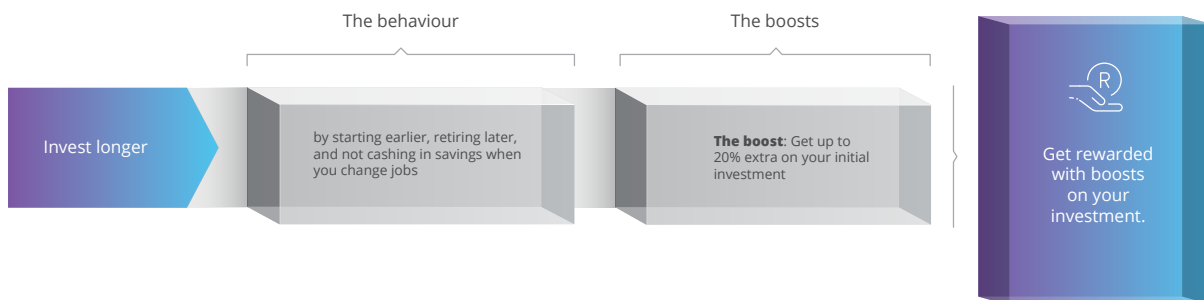 The behaviour
The boosts
Invest longer
by starting earlier, retiring later,
and not cashing in savings when
you change jobs
The boost: Get up to
20% extra on your initial
investment
R
Get rewarded
with boosts
on your
investment.